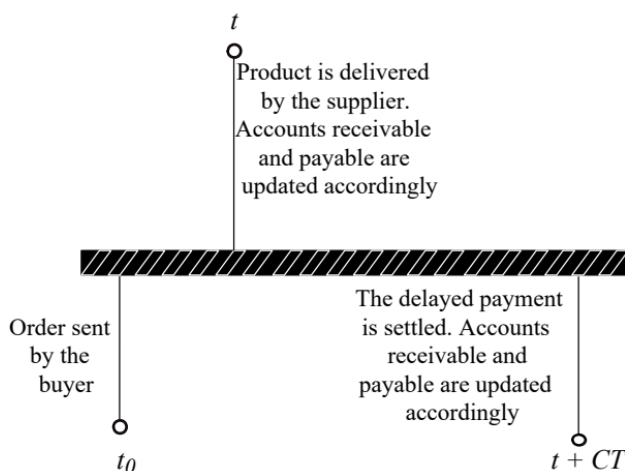 t
Product is delivered
by the supplier.
Accounts receivable
and payable are
updated accordingly
Order sent
by the
buyer
t0
The delayed payment
is settled. Accounts
receivable and
payable are updated
accordingly
t + CT